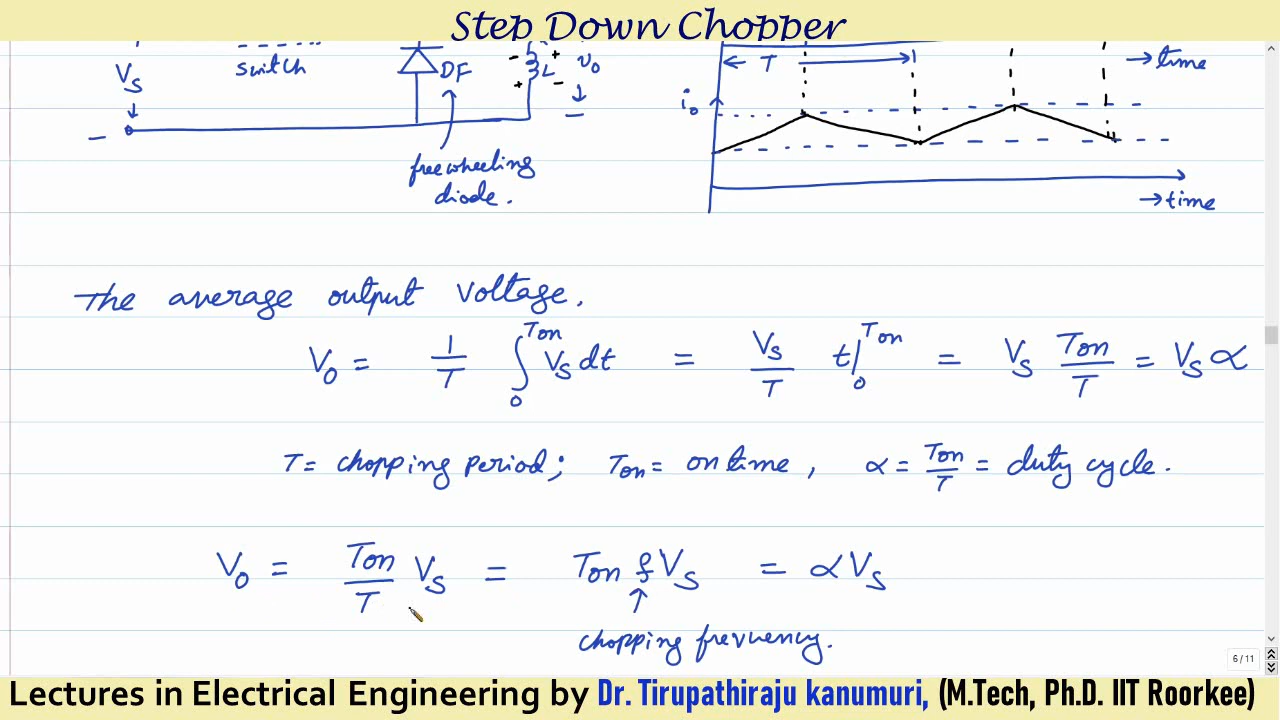 Step Down Chopper
Vs
switch
DF
L
v₀
T
→ time
i₀
freewheeling
diode.
→ time
The average output voltage.
V₀ = 1/T ∫₀^Ton Vs dt = Vs/T t|₀^Ton = Vs Ton/T = Vs α
T = chopping period; Ton = on time, α = Ton/T = duty cycle.
V₀ = Ton/T Vs = Ton f Vs = α Vs
chopping frequency.
6 / 11
Lectures in Electrical Engineering by Dr. Tirupathiraju kanumuri, (M.Tech, Ph.D. IIT Roorkee)